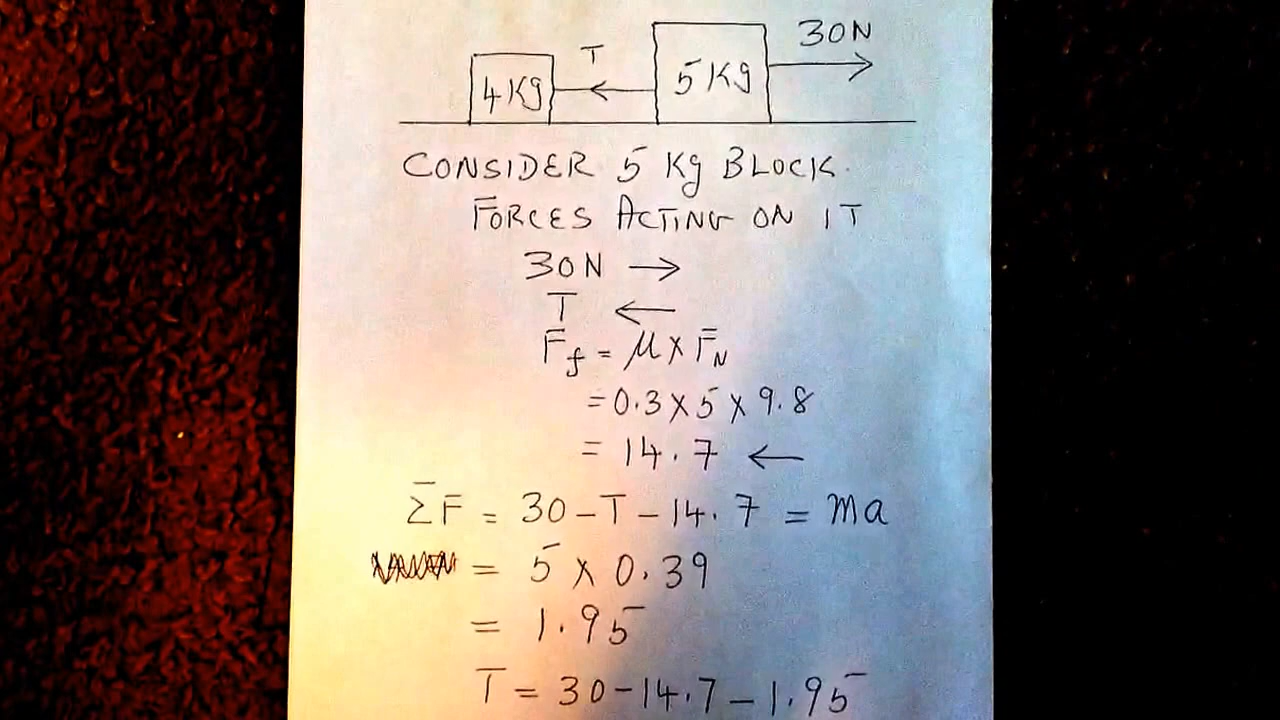 30N
T
4Kg
5Kg
CONSIDER 5 Kg BLOCK.
FORCES ACTING ON IT
30N →
T ←
Ff = μ x FN
= 0.3 x 5 x 9.8
= 14.7 ←
ΣF = 30 - T - 14.7 = ma
= 5 x 0.39
= 1.95
T = 30 - 14.7 - 1.95